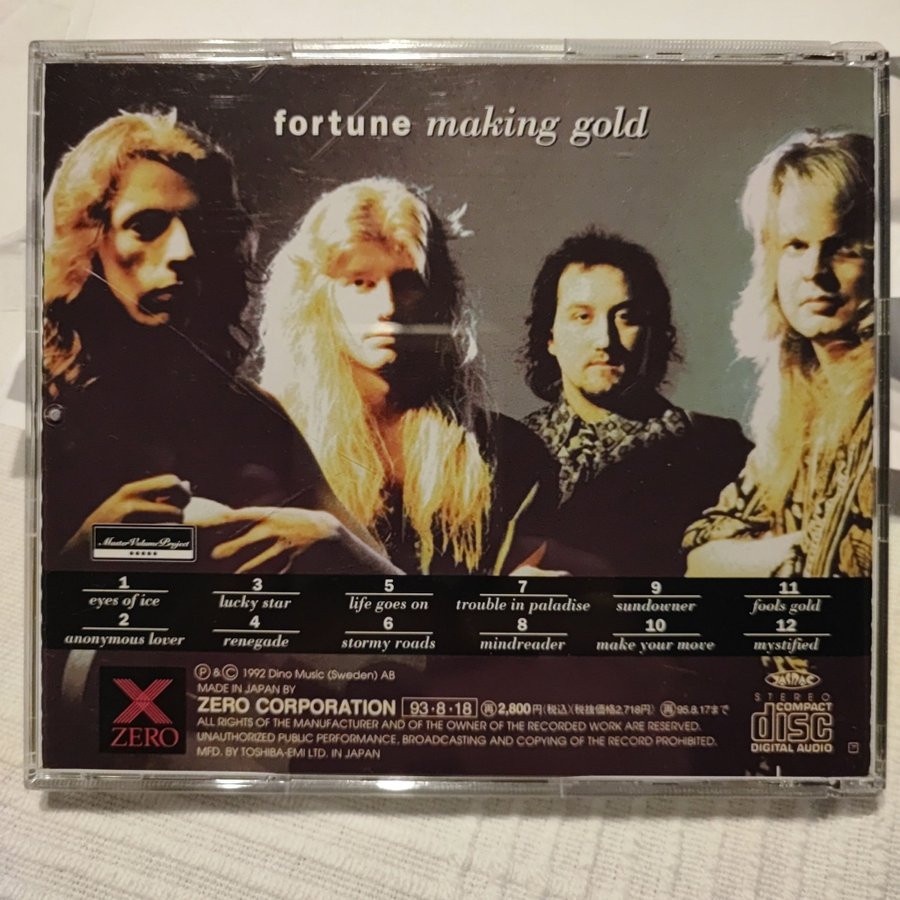 fortune making gold
Master Volume Project
★★★★★
1
eyes of ice
2
anonymous lover
3
lucky star
4
renegade
5
life goes on
6
stormy roads
7
trouble in paladise
8
mindreader
9
sundowner
10
make your move
11
fools gold
12
mystified
X
ZERO
Ⓟ & Ⓒ 1992 Dino Music (Sweden) AB
MADE IN JAPAN BY
ZERO CORPORATION 93・8・18 ㊢2,800円(税込)(税抜価格2,718円) ㊢95.8.17まで
ALL RIGHTS OF THE MANUFACTURER AND OF THE OWNER OF THE RECORDED WORK ARE RESERVED.
UNAUTHORIZED PUBLIC PERFORMANCE, BROADCASTING AND COPYING OF THE RECORD PROHIBITED.
MFD. BY TOSHIBA-EMI LTD. IN JAPAN
JASRAC
STEREO
COMPACT
disc
DIGITAL AUDIO